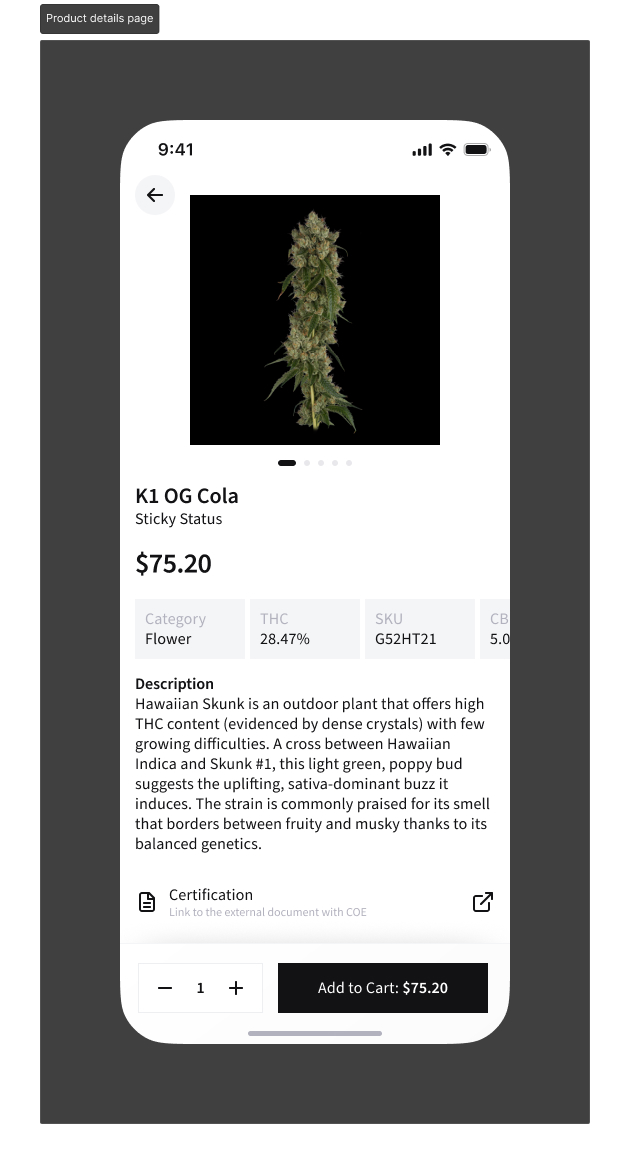 Product details page
9:41
K1 OG Cola
Sticky Status
$75.20
Category
Flower
THC
28.47%
SKU
G52HT21
CB
5.0
Description
Hawaiian Skunk is an outdoor plant that offers high
THC content (evidenced by dense crystals) with few
growing difficulties. A cross between Hawaiian
Indica and Skunk #1, this light green, poppy bud
suggests the uplifting, sativa-dominant buzz it
induces. The strain is commonly praised for its smell
that borders between fruity and musky thanks to its
balanced genetics.
Certification
Link to the external document with COE
1
Add to Cart: $75.20